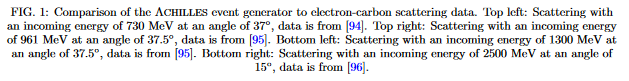 FIG. 1: Comparison of the ACHILLES event generator to electron-carbon scattering data. Top left: Scattering with
an incoming energy of 730 MeV at an angle of 37°, data is from [94]. Top right: Scattering with an incoming energy
of 961 MeV at an angle of 37.5°, data is from [95]. Bottom left: Scattering with an incoming energy of 1300 MeV at
an angle of 37.5°, data is from [95]. Bottom right: Scattering with an incoming energy of 2500 MeV at an angle of
15°, data is from [96].